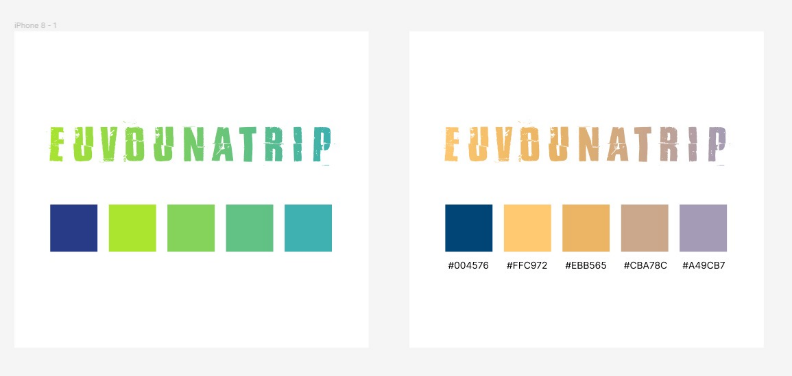 iPhone 8 - 1
EUVOUNATRIP
EUVOUNATRIP
#004576 #FFC972 #EBB565 #CBA78C #A49CB7